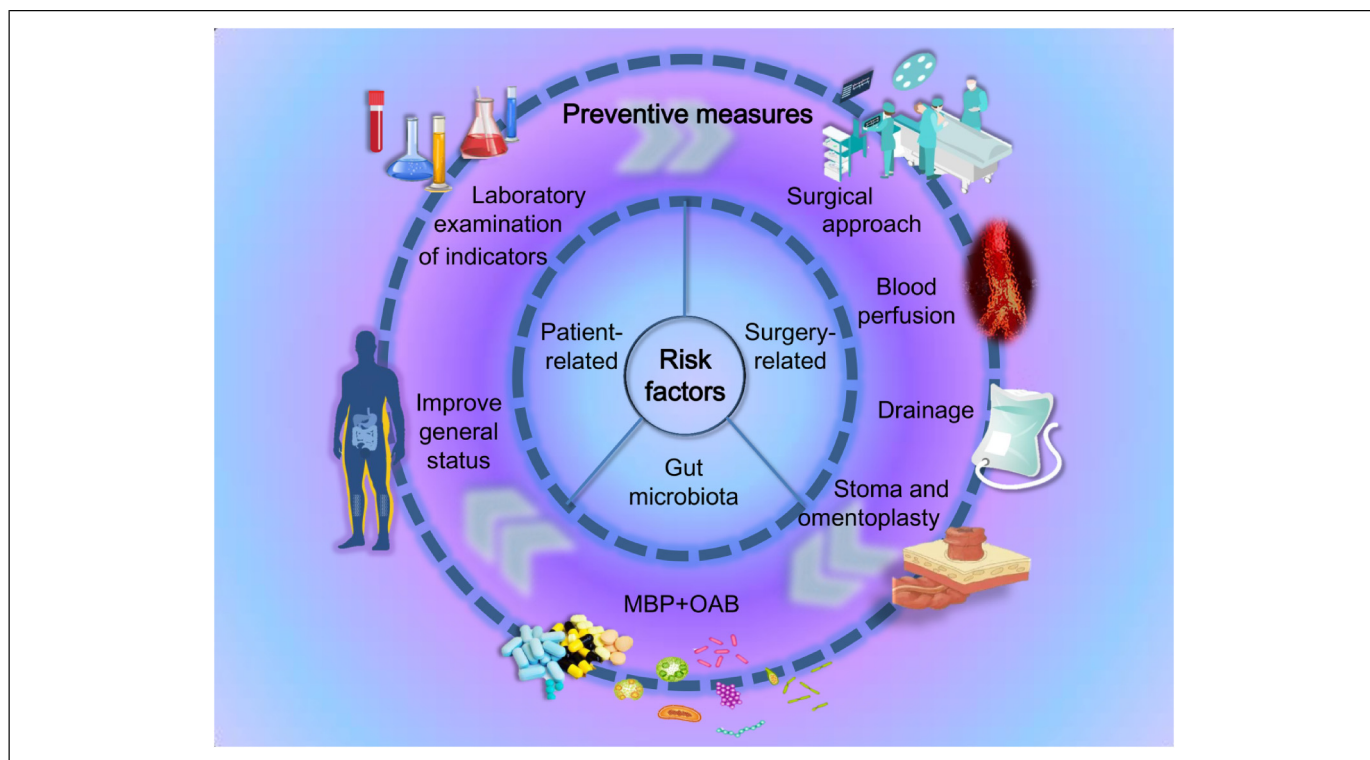 Preventive measures
Laboratory
examination
of indicators
Surgical
approach
Blood
perfusion
Patient-
related
Risk
factors
Surgery-
related
Improve
general
status
Drainage
Gut
microbiota
Stoma and
omentoplasty
MBP+OAB